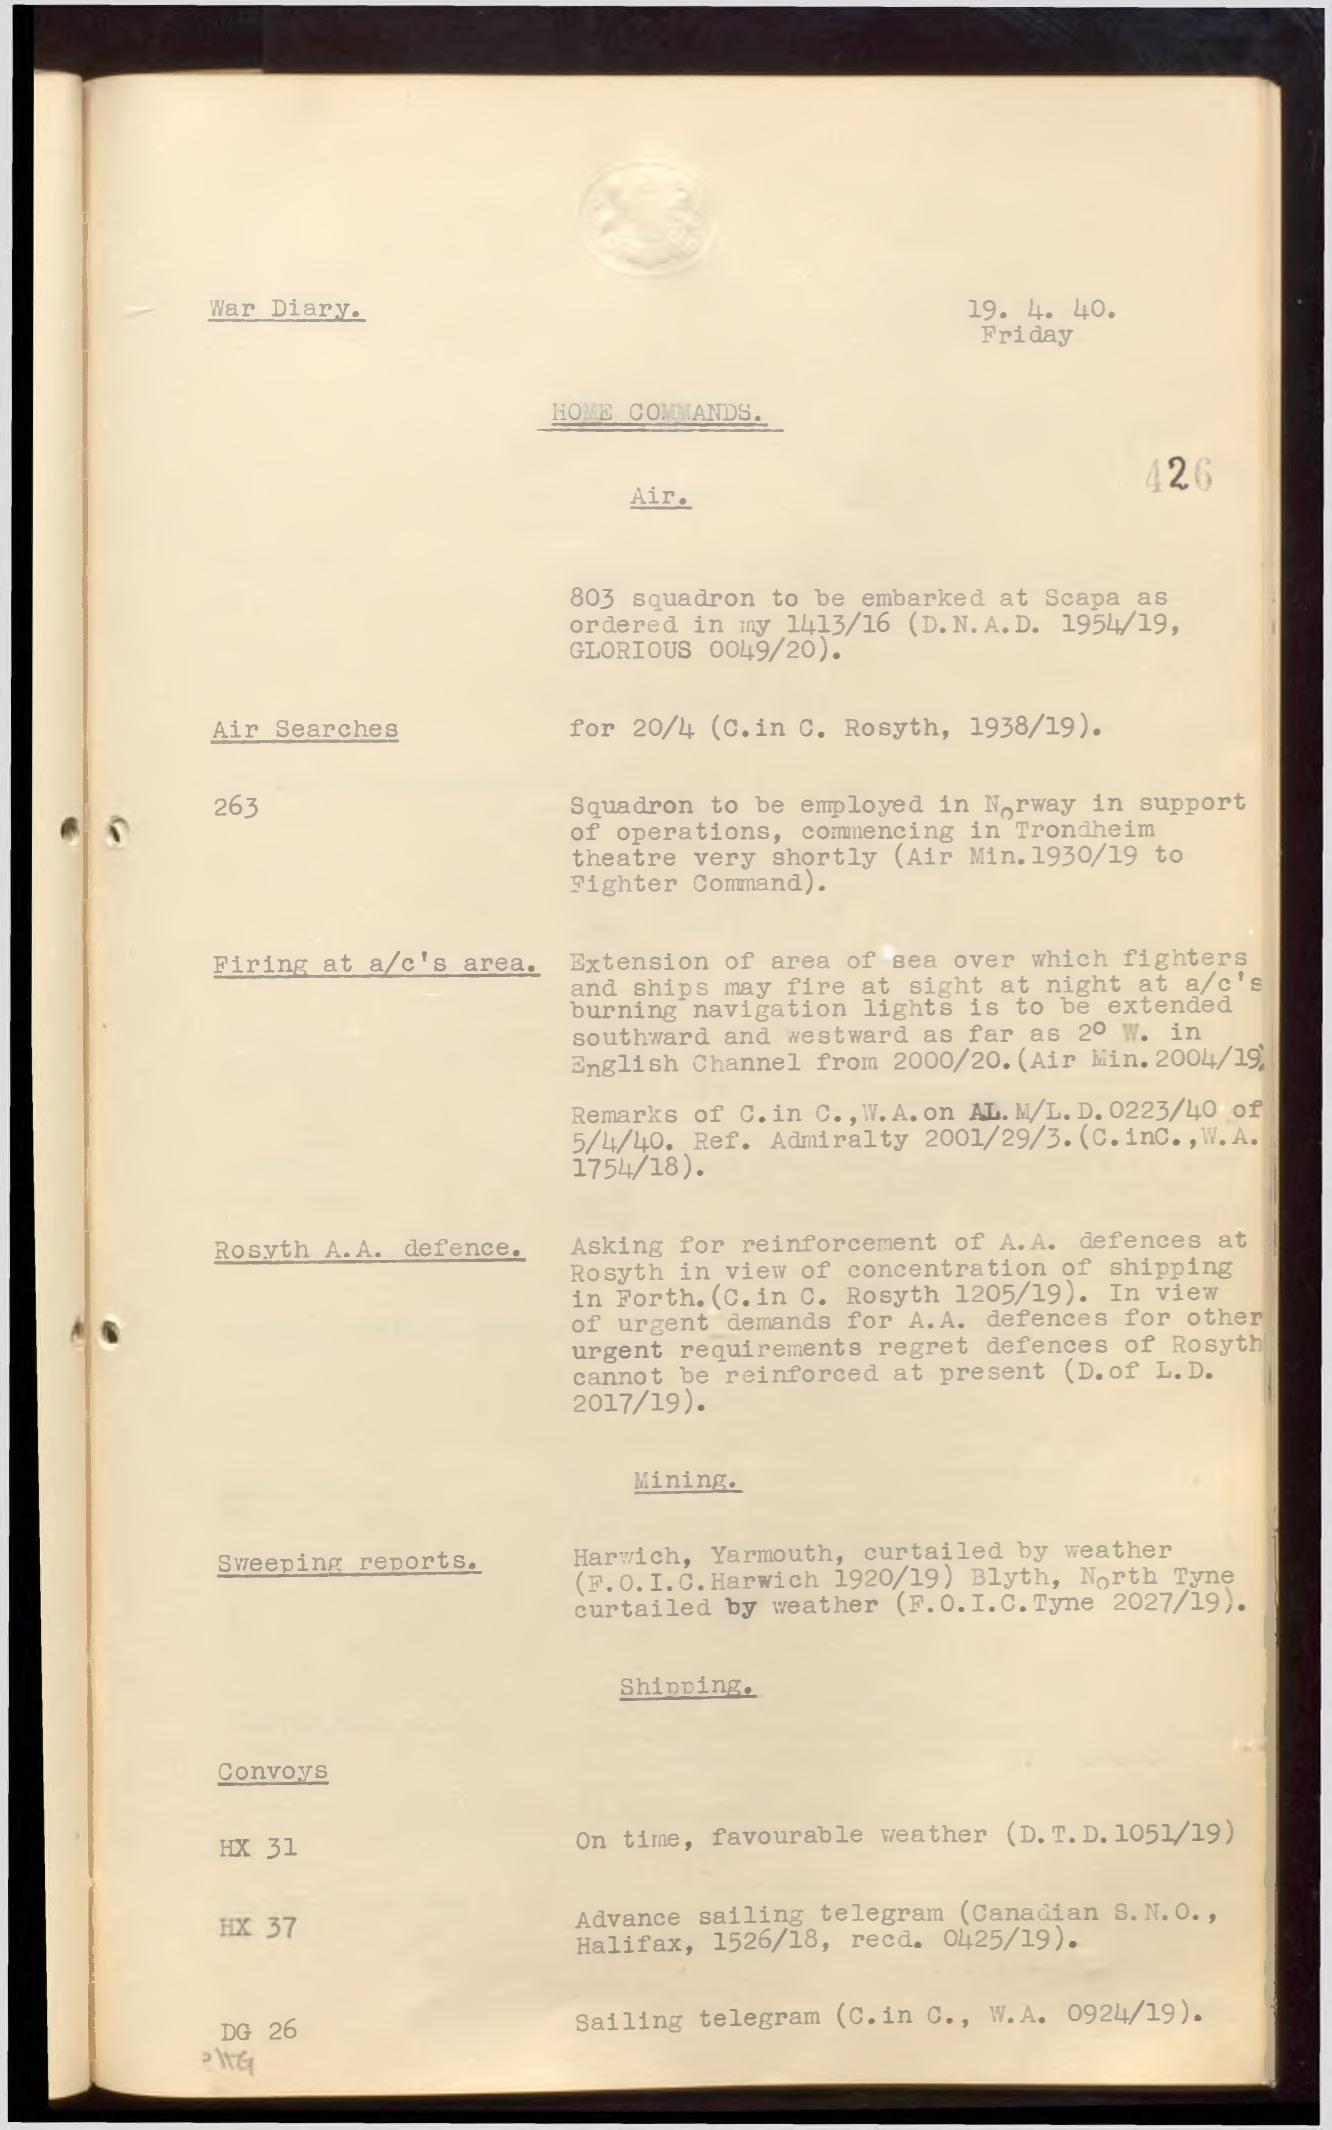 War Diary.
19. 4. 40.
Friday
HOME COMMANDS.
426
Air.
803 squadron to be embarked at Scapa as
ordered in my 1413/16 (D.N.A.D. 1954/19,
GLORIOUS 0049/20).
Air Searches for 20/4 (C.in C. Rosyth, 1938/19).
263 Squadron to be employed in Norway in support
of operations, commencing in Trondheim
theatre very shortly (Air Min.1930/19 to
Fighter Command).
Firing at a/c's area. Extension of area of sea over which fighters
and ships may fire at sight at night at a/c's
burning navigation lights is to be extended
southward and westward as far as 2° W. in
English Channel from 2000/20.(Air Min.2004/19)
Remarks of C.in C.,W.A.on AL.M/L.D.0223/40 of
5/4/40. Ref. Admiralty 2001/29/3.(C.inC.,W.A.
1754/18).
Rosyth A.A. defence. Asking for reinforcement of A.A. defences at
Rosyth in view of concentration of shipping
in Forth.(C.in C. Rosyth 1205/19). In view
of urgent demands for A.A. defences for other
urgent requirements regret defences of Rosyth
cannot be reinforced at present (D.of L.D.
2017/19).
Mining.
Sweeping reports. Harwich, Yarmouth, curtailed by weather
(F.O.I.C.Harwich 1920/19) Blyth, North Tyne
curtailed by weather (F.O.I.C.Tyne 2027/19).
Shipping.
Convoys
HX 31 On time, favourable weather (D.T.D.1051/19)
HX 37 Advance sailing telegram (Canadian S.N.O.,
Halifax, 1526/18, recd. 0425/19).
DG 26 Sailing telegram (C.in C., W.A. 0924/19).